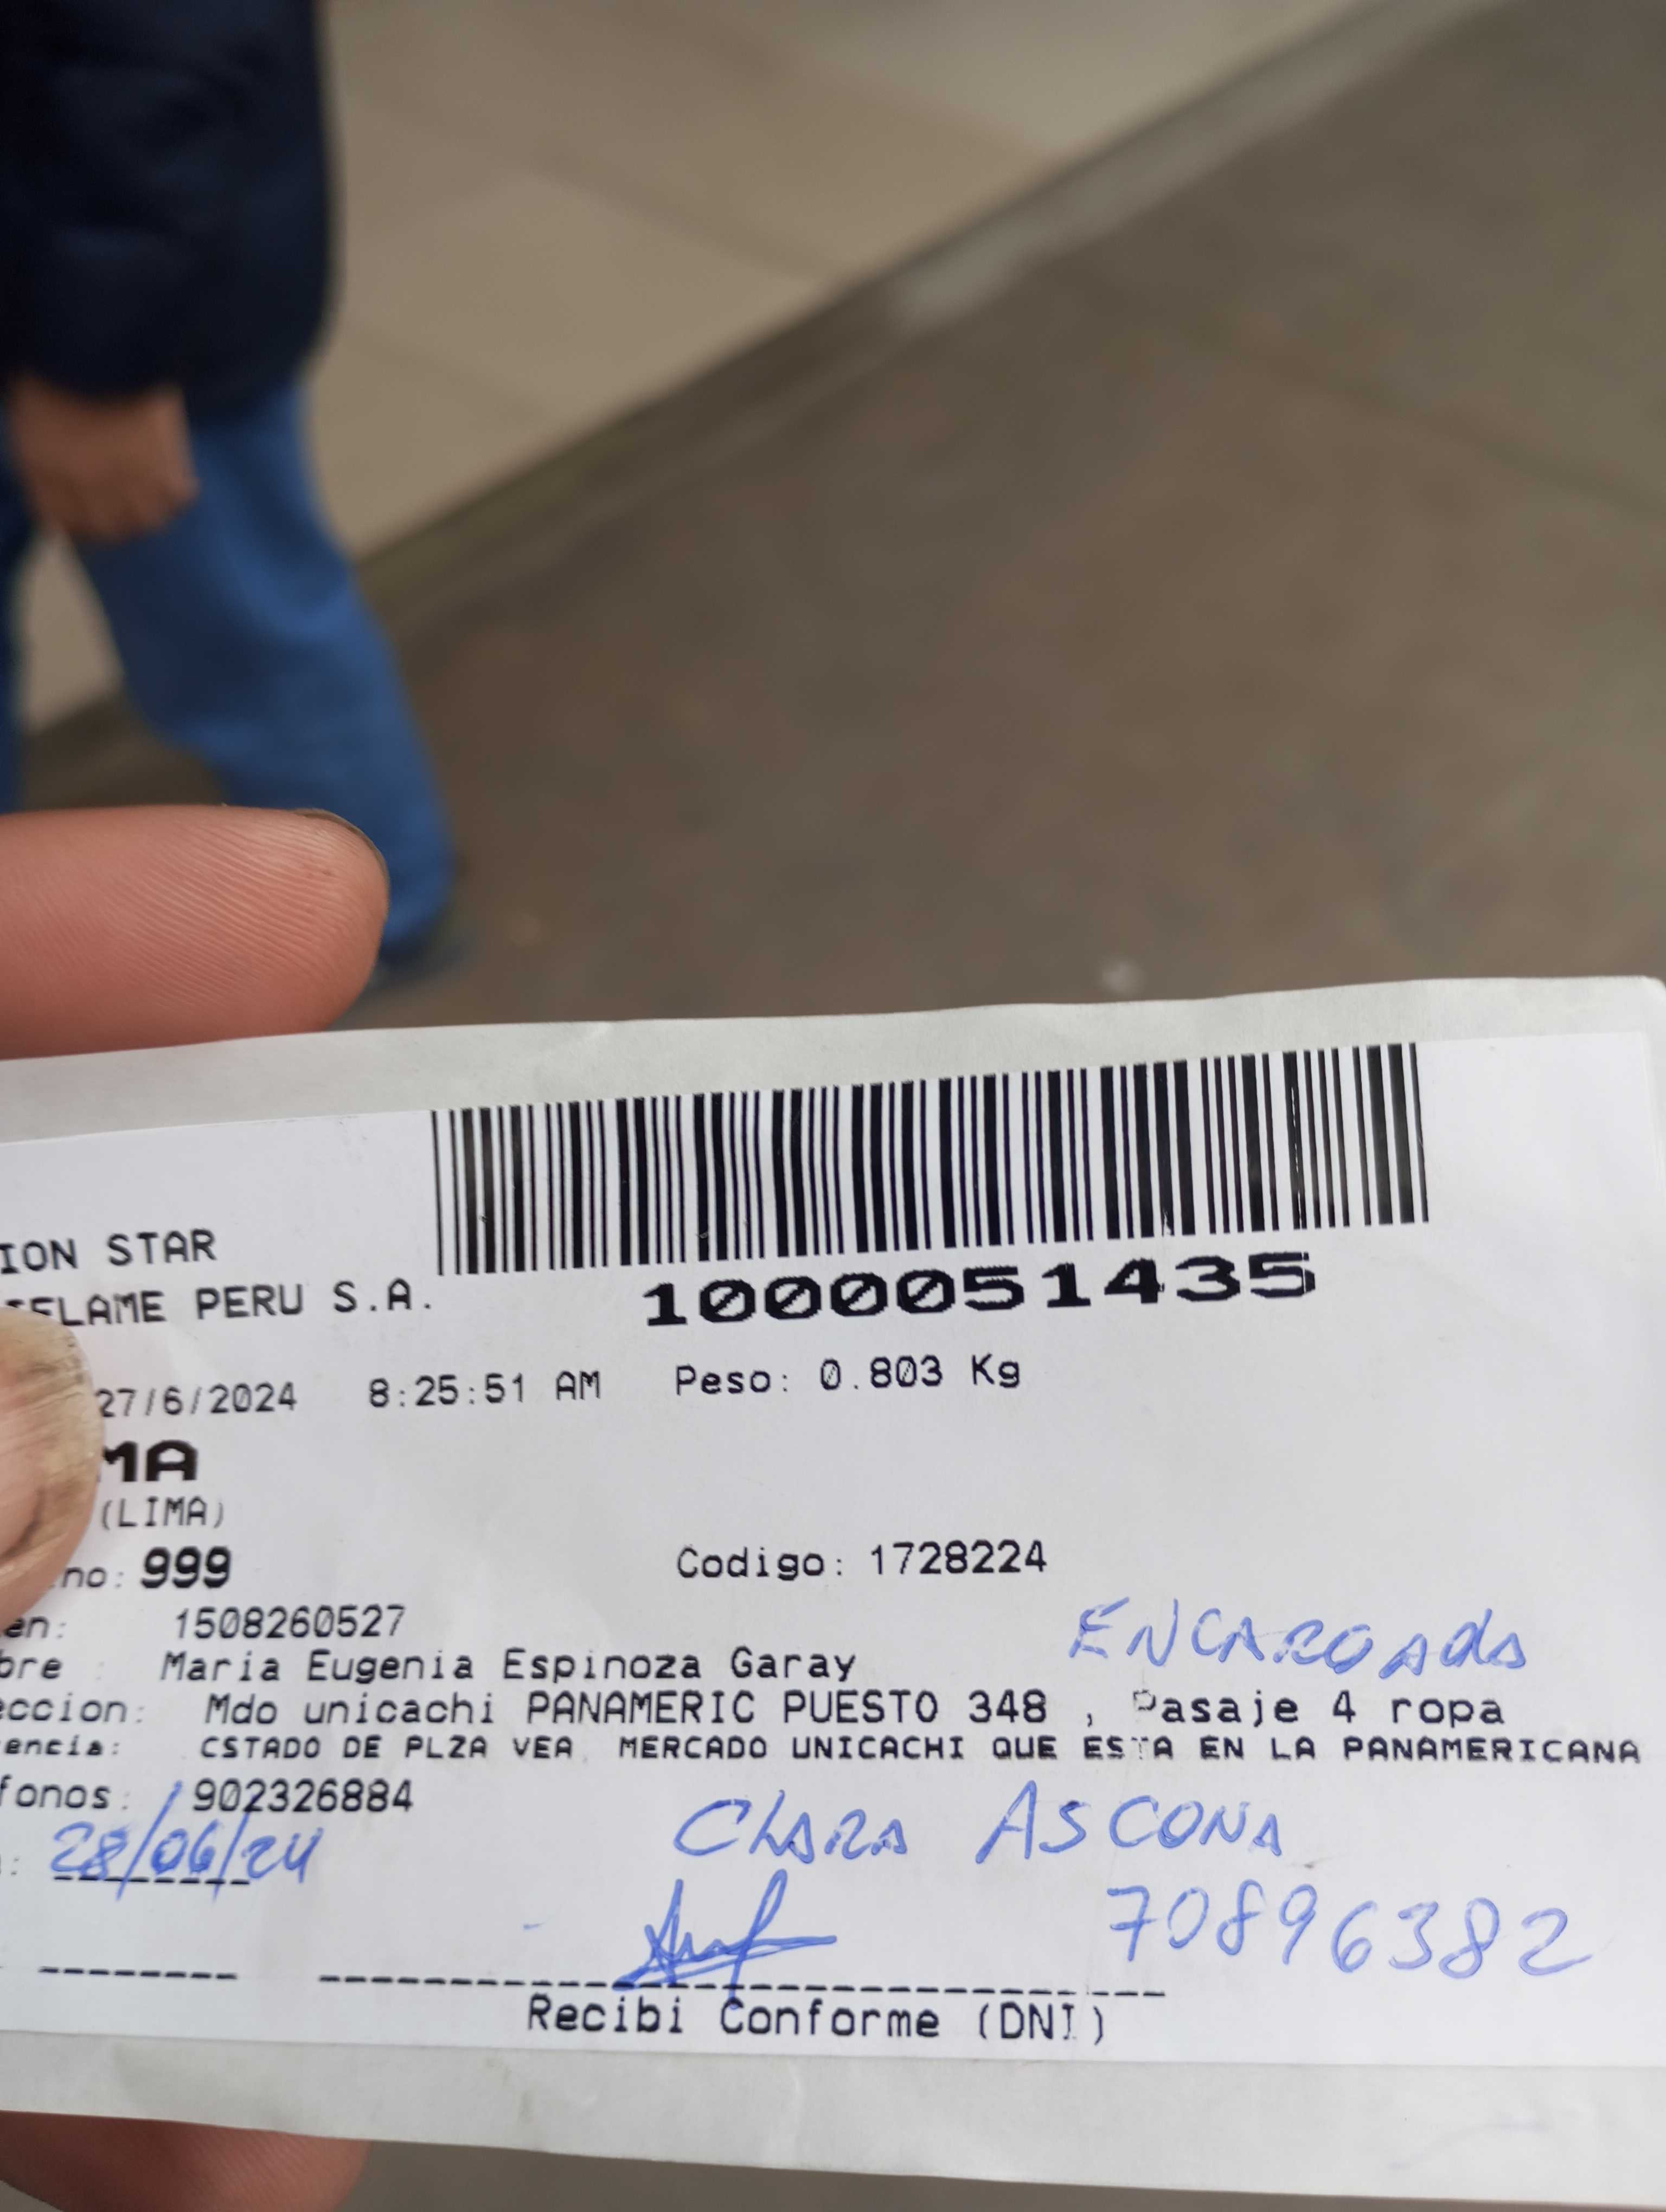 ION STAR
ELAME PERU S.A.
1000051435
27/6/2024 8:25:51 AM Peso: 0.803 Kg
MA
(LIMA)
no: 999 Codigo: 1728224
en: 1508260527
bre : Maria Eugenia Espinoza Garay ENCARGADA
eccion: Mdo unicachi PANAMERIC PUESTO 348 , Pasaje 4 ropa
encia: CSTADO DE PLZA VEA MERCADO UNICACHI QUE ESTA EN LA PANAMERICANA
fonos: 902326884
: 28/06/24 CLARA ASCONA
70896382
Recibi Conforme (DNI)